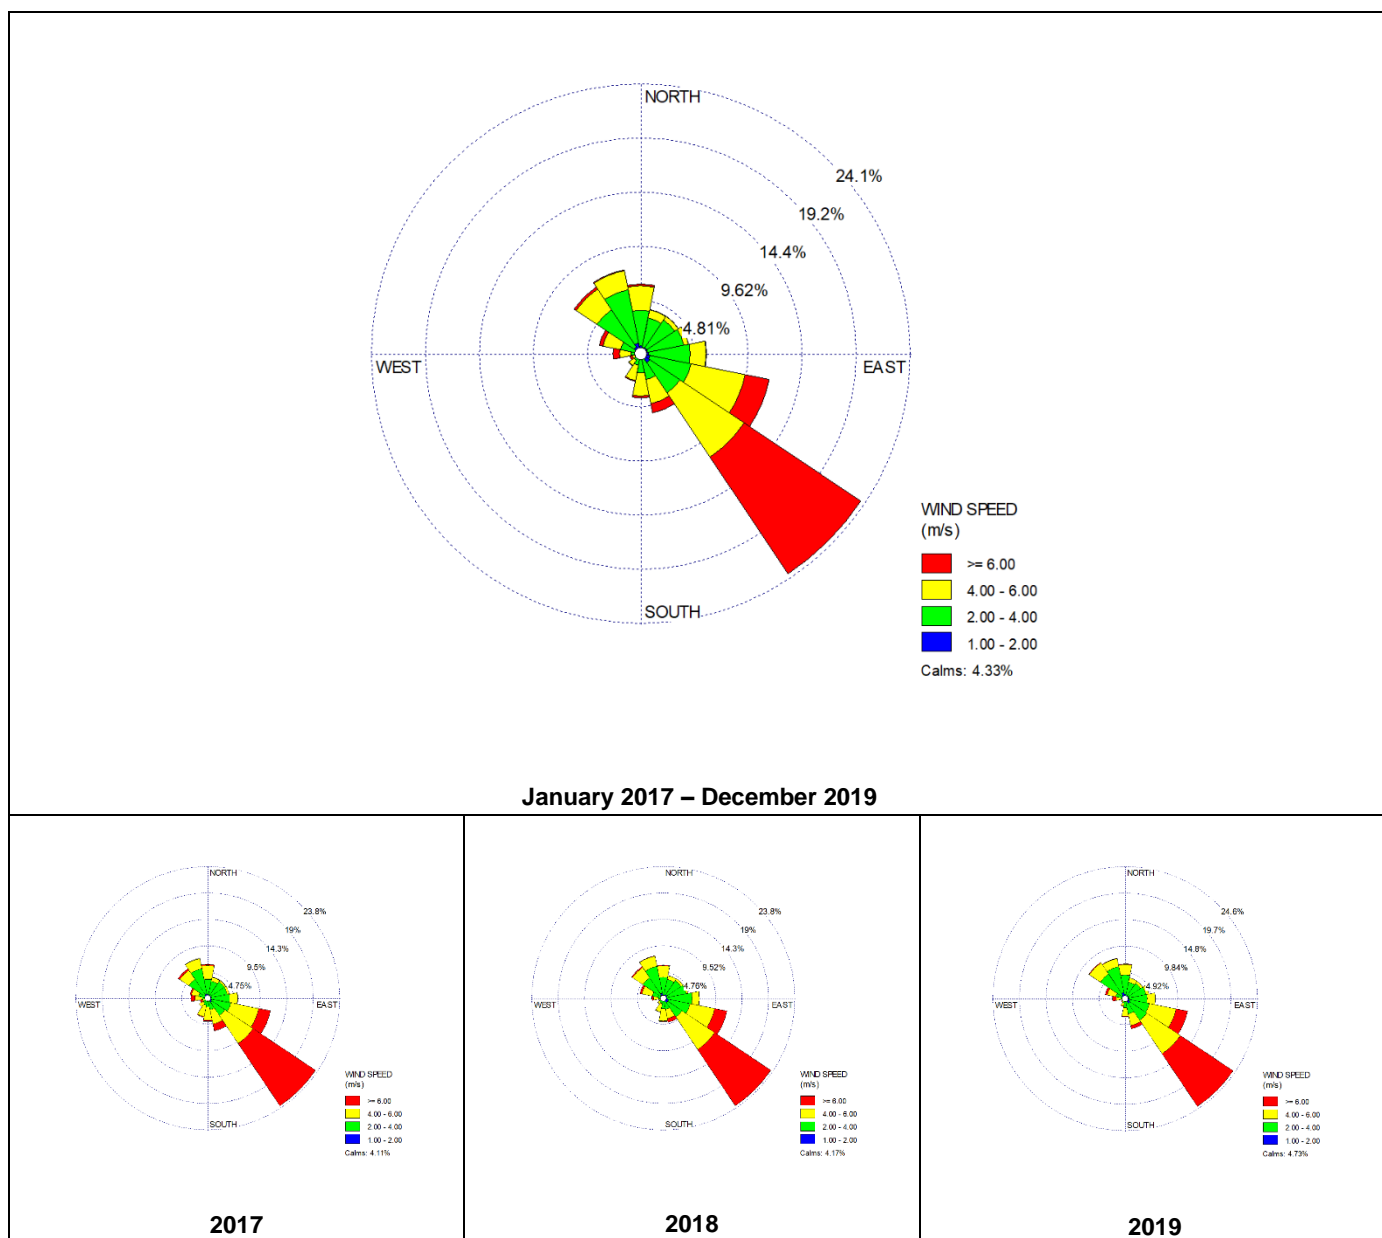 NORTH
24.1%
19.2%
14.4%
9.62%
4.81%
WEST
EAST
SOUTH
WIND SPEED
(m/s)
>= 6.00
4.00 - 6.00
2.00 - 4.00
1.00 - 2.00
Calms: 4.33%
January 2017 – December 2019
NORTH
23.8%
19%
14.3%
9.5%
4.75%
WEST
EAST
SOUTH
WIND SPEED
(m/s)
>= 6.00
4.00 - 6.00
2.00 - 4.00
1.00 - 2.00
Calms: 4.11%
2017
NORTH
23.8%
19%
14.3%
9.52%
4.76%
WEST
EAST
SOUTH
WIND SPEED
(m/s)
>= 6.00
4.00 - 6.00
2.00 - 4.00
1.00 - 2.00
Calms: 4.17%
2018
NORTH
24.6%
19.7%
14.8%
9.84%
4.92%
WEST
EAST
SOUTH
WIND SPEED
(m/s)
>= 6.00
4.00 - 6.00
2.00 - 4.00
1.00 - 2.00
Calms: 4.73%
2019